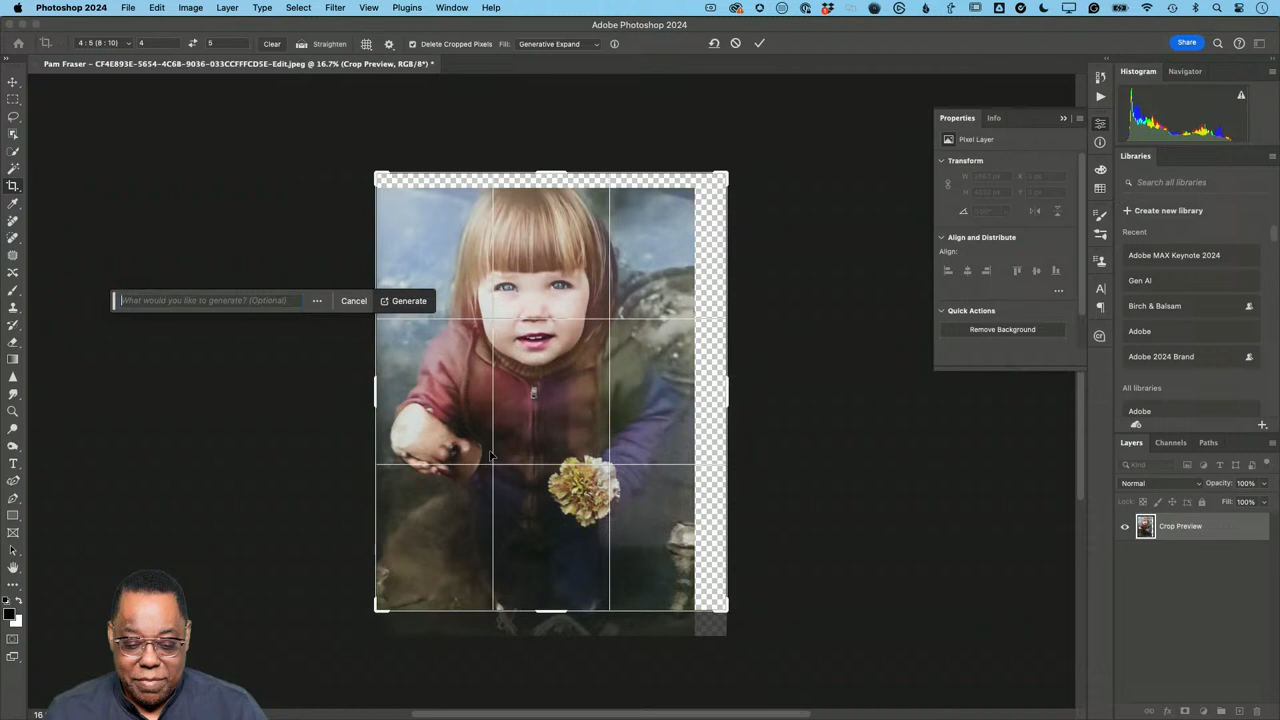 Photoshop 2024 File Edit Image Layer Type Select Filter View Plugins Window Help
Adobe Photoshop 2024
4 : 5 (8 : 10) 4 5 Clear Straighten Delete Cropped Pixels Fill: Generative Expand Share
Pam Fraser – CF4E893E-5654-4C6B-9036-033CCFFFCD5E-Edit.jpeg @ 16.7% (Crop Preview, RGB/8*) *
Histogram Navigator
Properties Info
Pixel Layer
Transform
Libraries
Search all libraries
Create new library
Recent
Align and Distribute
Align:
Adobe MAX Keynote 2024
Gen AI
What would you like to generate? (Optional) Cancel Generate
Birch & Balsam
Quick Actions
Remove Background
Adobe
Adobe 2024 Brand
All libraries
Adobe
Layers Channels Paths
Kind
Normal Opacity: 100%
Lock: Fill: 100%
Crop Preview
16